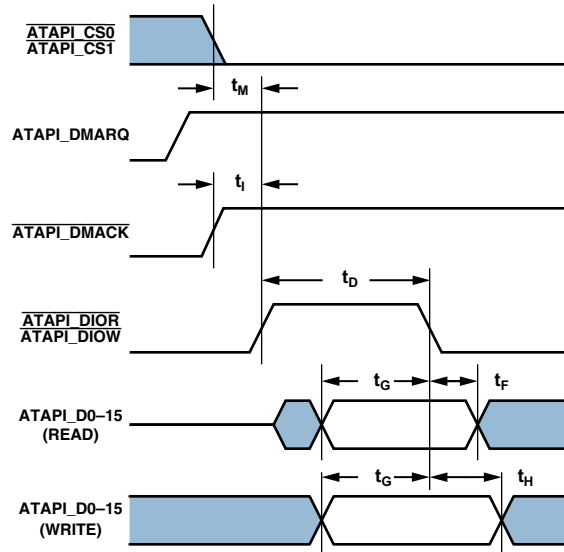 ATAPI_CS0
ATAPI_CS1
tM
ATAPI_DMARQ
tI
ATAPI_DMACK
tD
ATAPI_DIOR
ATAPI_DIOW
tG
tF
ATAPI_D0–15
(READ)
tG
tH
ATAPI_D0–15
(WRITE)